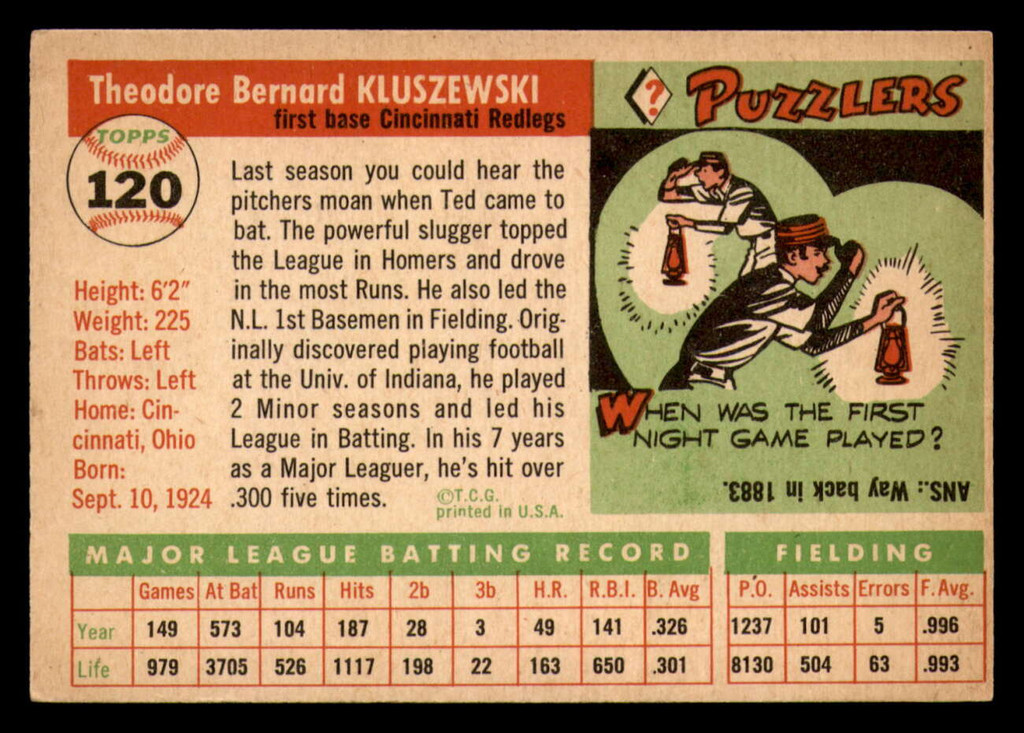 Theodore Bernard KLUSZEWSKI
first base Cincinnati Redlegs
TOPPS
120
Height: 6'2"
Weight: 225
Bats: Left
Throws: Left
Home: Cin-
cinnati, Ohio
Born:
Sept. 10, 1924
Last season you could hear the
pitchers moan when Ted came to
bat. The powerful slugger topped
the League in Homers and drove
in the most Runs. He also led the
N.L. 1st Basemen in Fielding. Orig-
inally discovered playing football
at the Univ. of Indiana, he played
2 Minor seasons and led his
League in Batting. In his 7 years
as a Major Leaguer, he's hit over
.300 five times.
©T.C.G.
printed in U.S.A.
? PUZZLERS
WHEN WAS THE FIRST
NIGHT GAME PLAYED?
ANS.: Way back in 1883.
MAJOR LEAGUE BATTING RECORD
Games At Bat Runs Hits 2b 3b H.R. R.B.I. B. Avg
Year 149 573 104 187 28 3 49 141 .326
Life 979 3705 526 1117 198 22 163 650 .301
FIELDING
P.O. Assists Errors F. Avg.
1237 101 5 .996
8130 504 63 .993